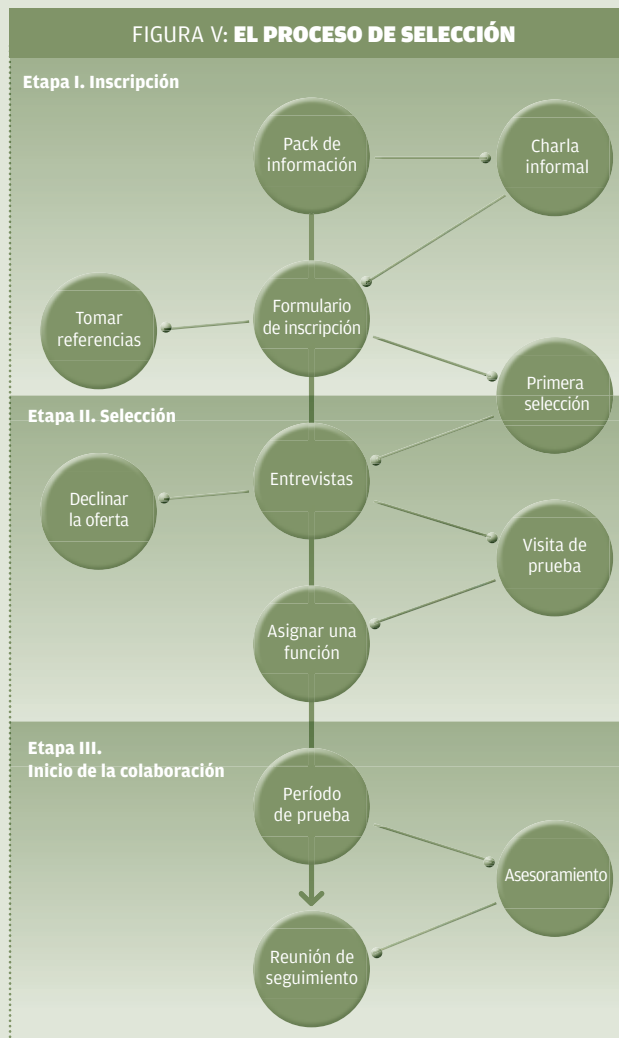 FIGURA V: EL PROCESO DE SELECCIÓN
Etapa I. Inscripción
Pack de
información
Charla
informal
Formulario
de inscripción
Tomar
referencias
Primera
selección
Etapa II. Selección
Entrevistas
Declinar
la oferta
Visita de
prueba
Asignar una
función
Etapa III.
Inicio de la colaboración
Período
de prueba
Asesoramiento
Reunión de
seguimiento